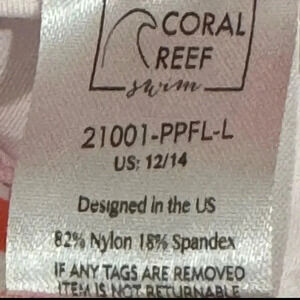 CORAL
REEF
swim
21001-PPFL-L
US: 12/14
Designed in the US
82% Nylon 18% Spandex
IF ANY TAGS ARE REMOVED
ITEM IS NOT RETURNABLE